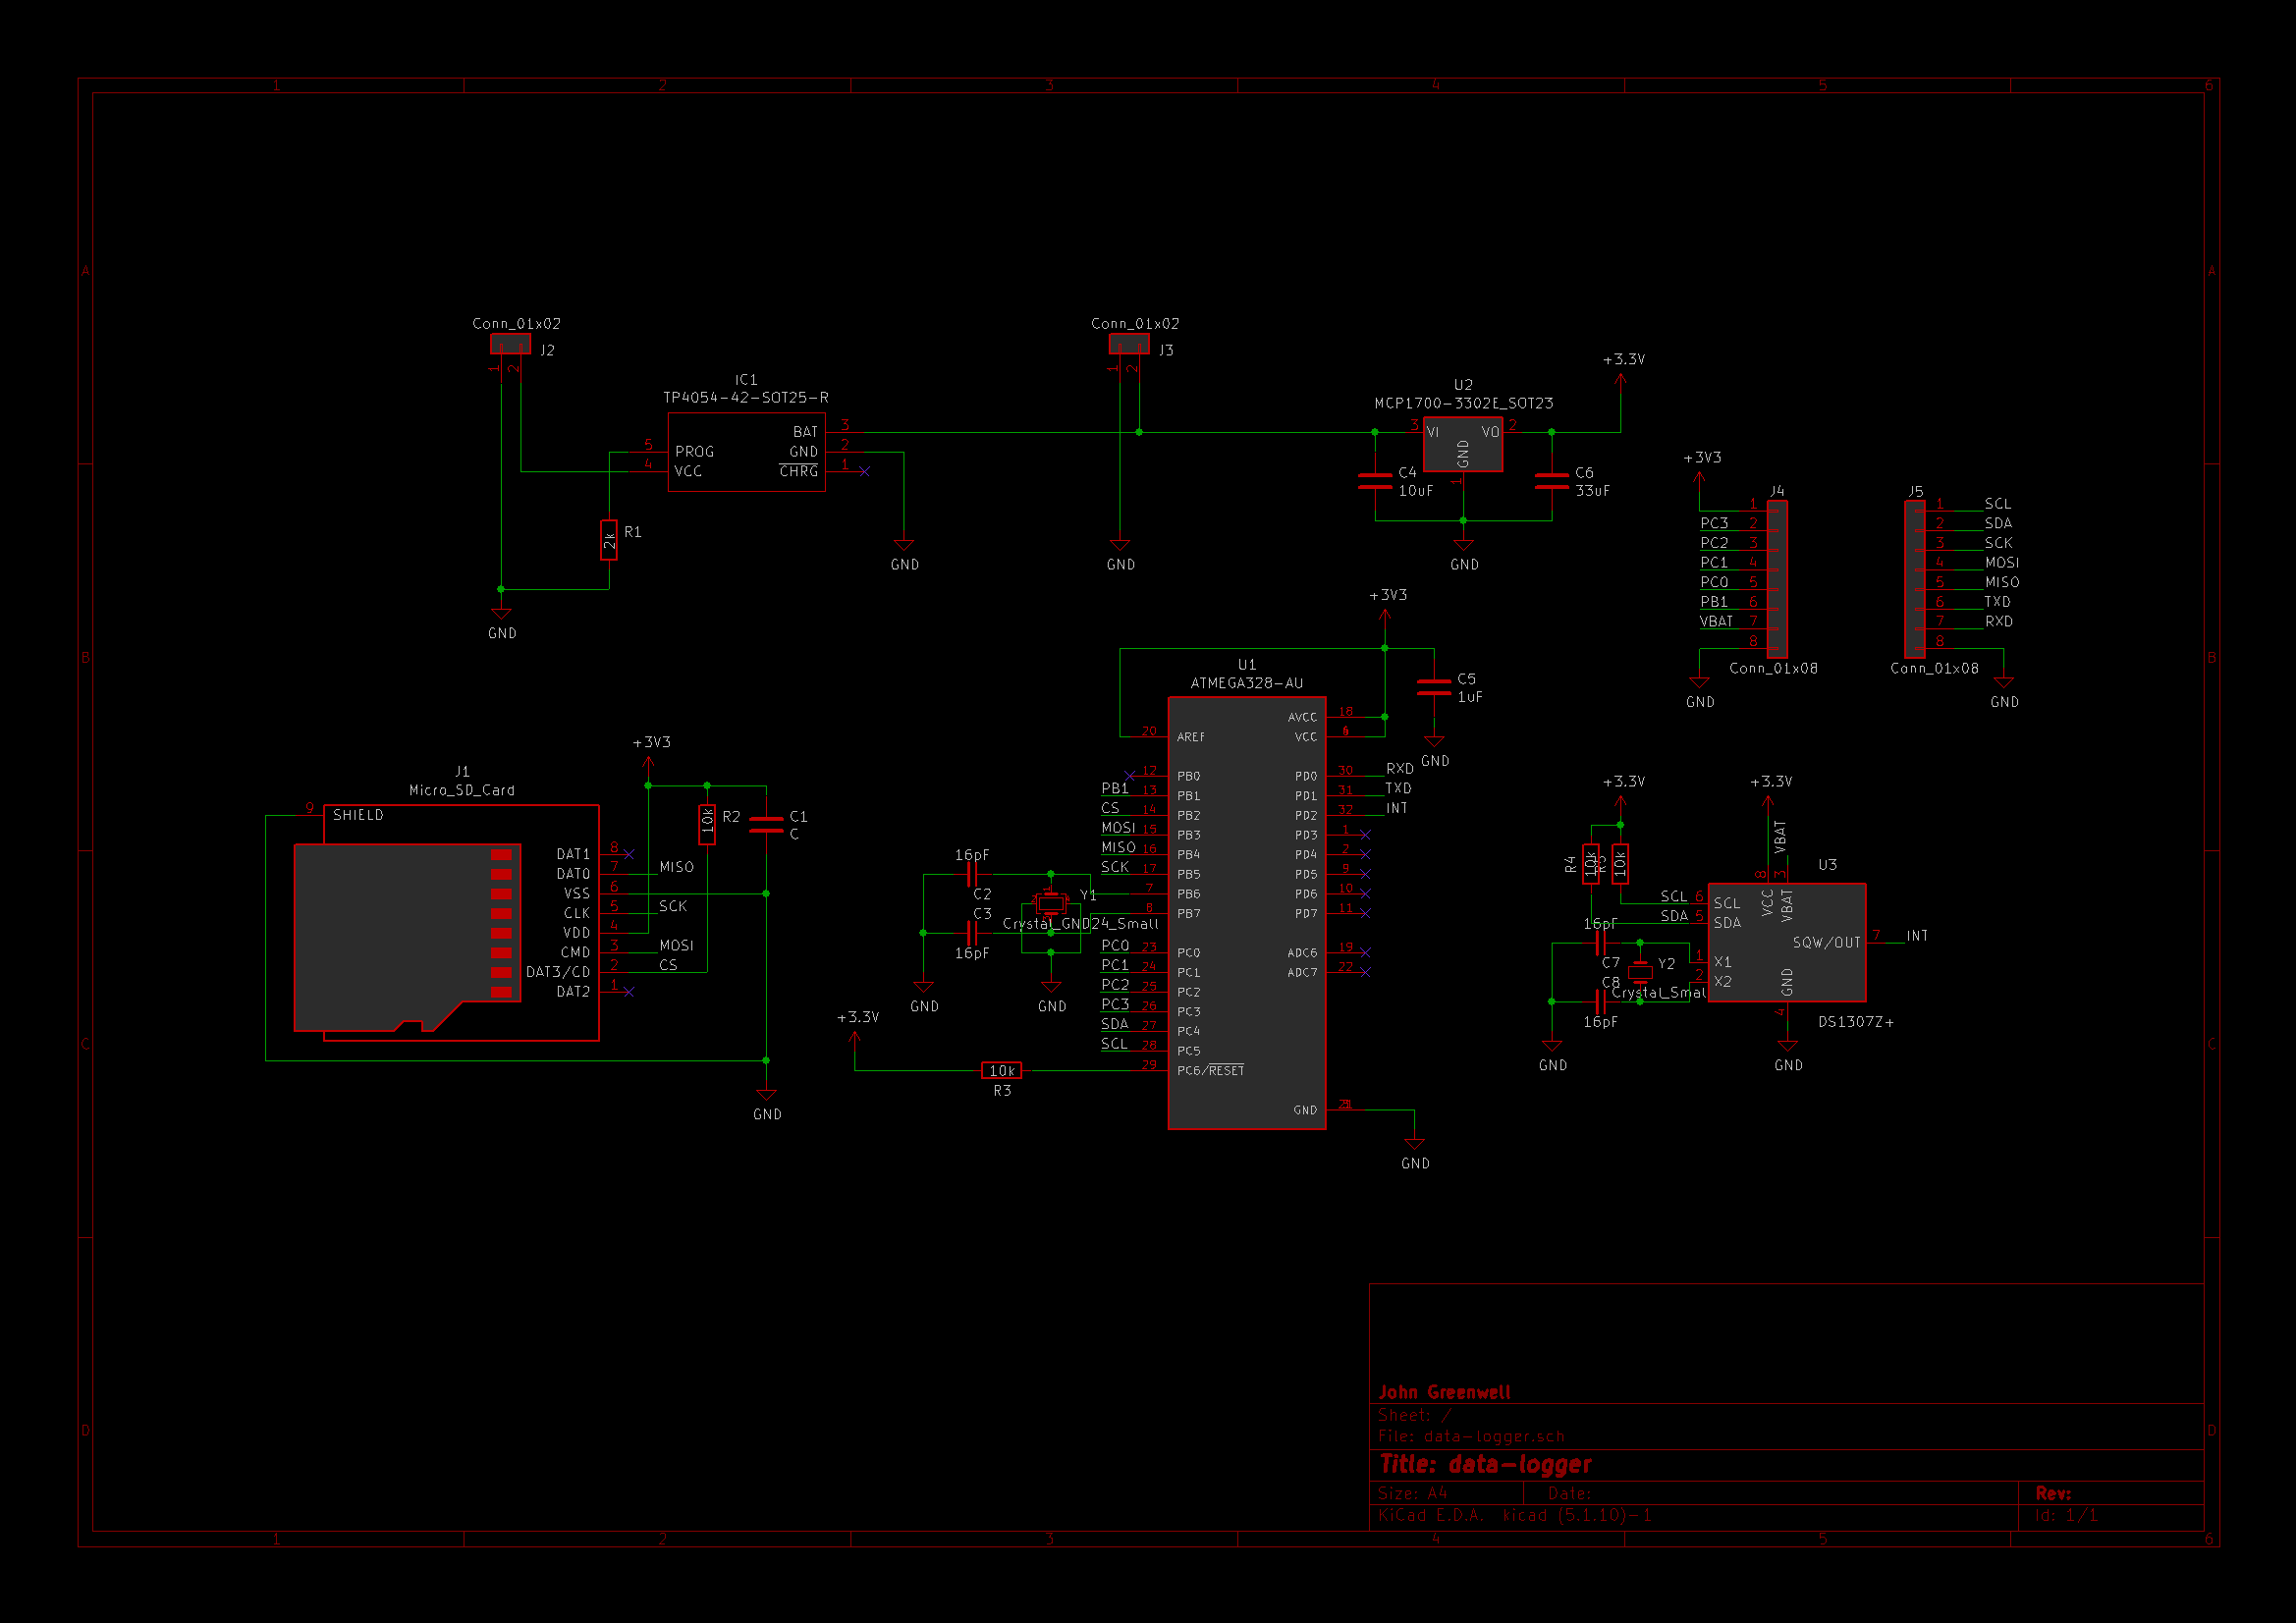 1 2 3 4 5 6
A A
B B
C C
D D
1 2 3 4 5 6
Conn_01x02
J2
1 2
IC1
TP4054-42-SOT25-R
5 PROG
4 VCC
BAT 3
GND 2
CHRG 1
R1
2k
GND
GND
Conn_01x02
J3
1 2
GND
U2
MCP1700-3302E_SOT23
3 VI
VO 2
GND
1
C4
10uF
C6
33uF
+3.3V
GND
+3V3
J4
1
PC3 2
PC2 3
PC1 4
PC0 5
PB1 6
VBAT 7
8
Conn_01x08
GND
J5
1 SCL
2 SDA
3 SCK
4 MOSI
5 MISO
6 TXD
7 RXD
8
Conn_01x08
GND
+3V3
J1
Micro_SD_Card
9 SHIELD
DAT1 8
DAT0 7 MISO
VSS 6
CLK 5 SCK
VDD 4
CMD 3 MOSI
DAT3/CD 2 CS
DAT2 1
R2
10k
C1
C
GND
+3V3
C5
1uF
GND
U1
ATMEGA328-AU
20 AREF
12 PB0
PB1 13 PB1
CS 14 PB2
MOSI 15 PB3
MISO 16 PB4
SCK 17 PB5
7 PB6
8 PB7
PC0 23 PC0
PC1 24 PC1
PC2 25 PC2
PC3 26 PC3
SDA 27 PC4
SCL 28 PC5
29 PC6/RESET
AVCC 18
VCC
PD0 30 RXD
PD1 31 TXD
PD2 32 INT
PD3 1
PD4 2
PD5 9
PD6 10
PD7 11
ADC6 19
ADC7 22
GND
GND
16pF
C2
C3
16pF
Y1
Crystal_GND24_Small
GND
GND
+3.3V
10k
R3
+3.3V
+3.3V
VBAT
R4
10k
10k
U3
8 3
VCC VBAT
SCL 6 SCL
SDA 5 SDA
1 X1
2 X2
SQW/OUT 7 INT
GND
4
DS1307Z+
GND
16pF
C7
C8
16pF
Y2
Crystal_Smal
GND
John Greenwell
Sheet: /
File: data-logger.sch
Title: data-logger
Size: A4 Date: Rev:
KiCad E.D.A. kicad (5.1.10)-1 Id: 1/1